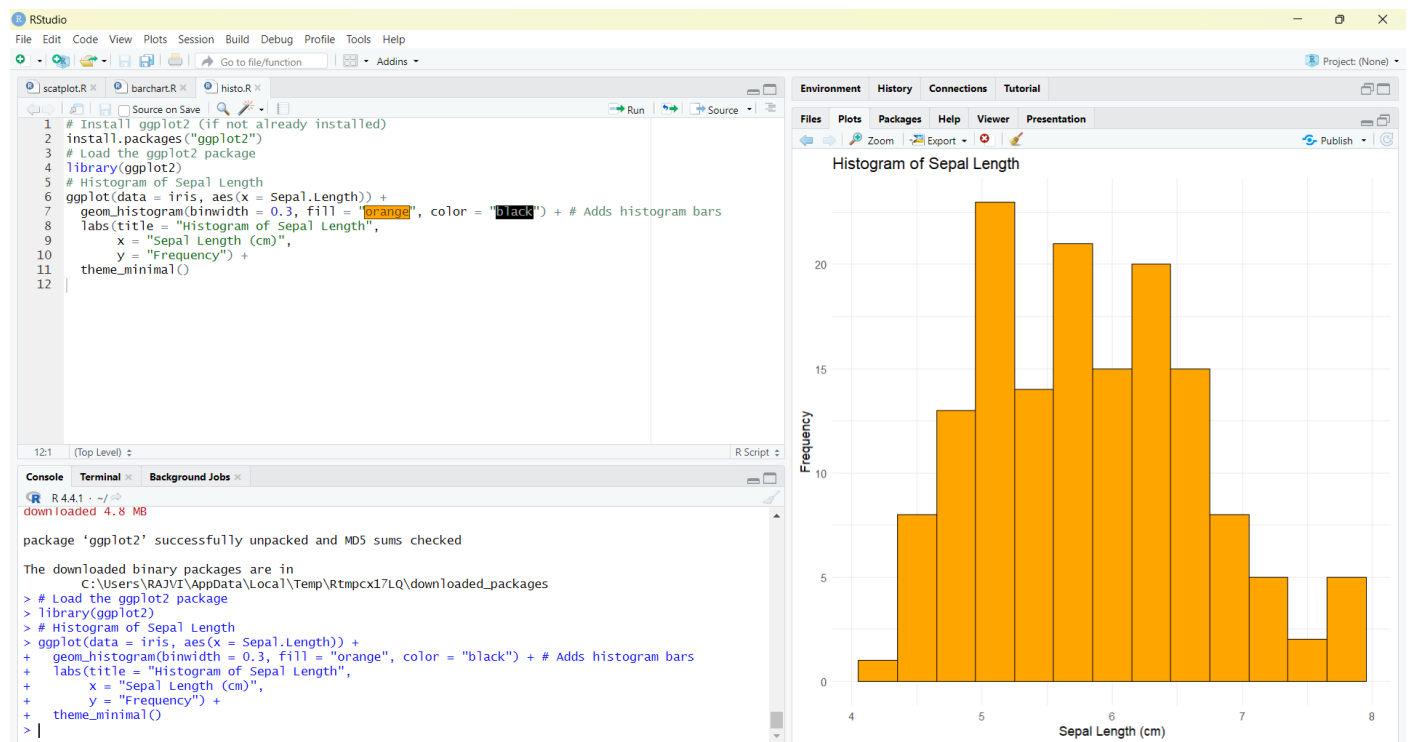 RStudio
File Edit Code View Plots Session Build Debug Profile Tools Help
Go to file/function Addins Project: (None)
scatplot.R barchart.R histo.R
Source on Save Run Source
1 # Install ggplot2 (if not already installed)
2 install.packages("ggplot2")
3 # Load the ggplot2 package
4 library(ggplot2)
5 # Histogram of Sepal Length
6 ggplot(data = iris, aes(x = Sepal.Length)) +
7   geom_histogram(binwidth = 0.3, fill = "orange", color = "black") + # Adds histogram bars
8   labs(title = "Histogram of Sepal Length",
9        x = "Sepal Length (cm)",
10        y = "Frequency") +
11   theme_minimal()
12
12:1 (Top Level) R Script
Console Terminal Background Jobs
R 4.4.1 · ~/
downloaded 4.8 MB
package ‘ggplot2’ successfully unpacked and MD5 sums checked
The downloaded binary packages are in
C:\Users\RAJVI\AppData\Local\Temp\Rtmpcx17LQ\downloaded_packages
> # Load the ggplot2 package
> library(ggplot2)
> # Histogram of Sepal Length
> ggplot(data = iris, aes(x = Sepal.Length)) +
+   geom_histogram(binwidth = 0.3, fill = "orange", color = "black") + # Adds histogram bars
+   labs(title = "Histogram of Sepal Length",
+        x = "Sepal Length (cm)",
+        y = "Frequency") +
+   theme_minimal()
>
Environment History Connections Tutorial
Files Plots Packages Help Viewer Presentation
Zoom Export Publish
Histogram of Sepal Length
Frequency
20
15
10
5
0
4 5 6 7 8
Sepal Length (cm)